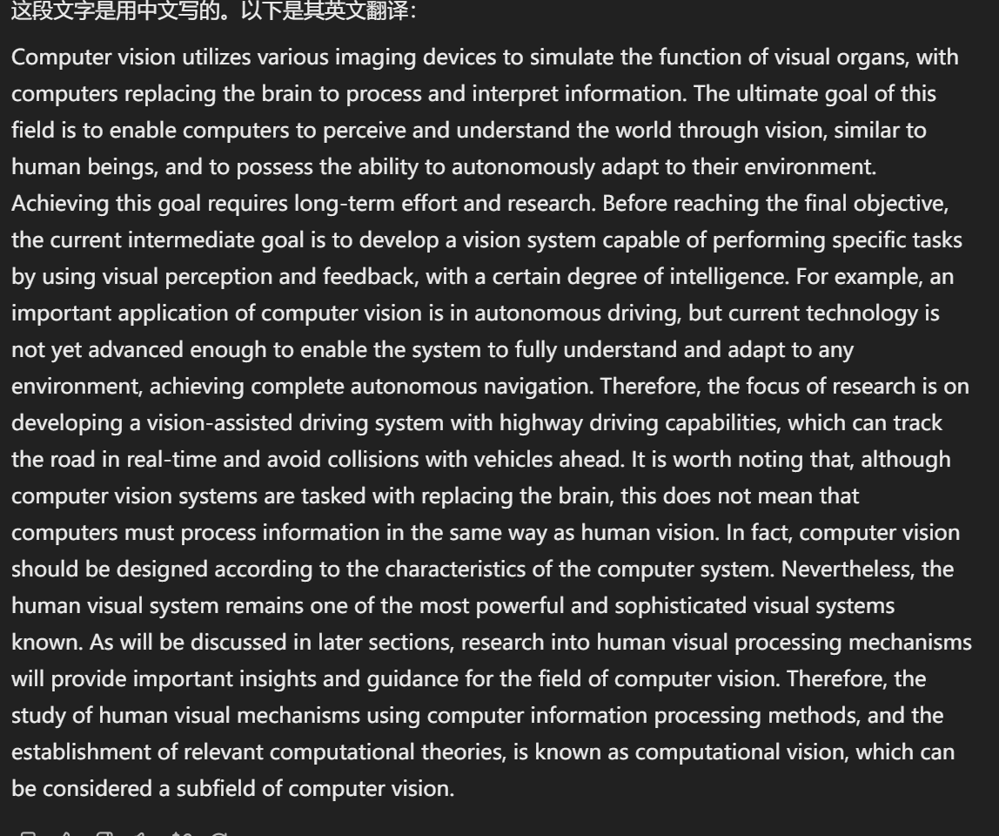 这段文字是用中文写的。以下是其英文翻译：
Computer vision utilizes various imaging devices to simulate the function of visual organs, with
computers replacing the brain to process and interpret information. The ultimate goal of this
field is to enable computers to perceive and understand the world through vision, similar to
human beings, and to possess the ability to autonomously adapt to their environment.
Achieving this goal requires long-term effort and research. Before reaching the final objective,
the current intermediate goal is to develop a vision system capable of performing specific tasks
by using visual perception and feedback, with a certain degree of intelligence. For example, an
important application of computer vision is in autonomous driving, but current technology is
not yet advanced enough to enable the system to fully understand and adapt to any
environment, achieving complete autonomous navigation. Therefore, the focus of research is on
developing a vision-assisted driving system with highway driving capabilities, which can track
the road in real-time and avoid collisions with vehicles ahead. It is worth noting that, although
computer vision systems are tasked with replacing the brain, this does not mean that
computers must process information in the same way as human vision. In fact, computer vision
should be designed according to the characteristics of the computer system. Nevertheless, the
human visual system remains one of the most powerful and sophisticated visual systems
known. As will be discussed in later sections, research into human visual processing mechanisms
will provide important insights and guidance for the field of computer vision. Therefore, the
study of human visual mechanisms using computer information processing methods, and the
establishment of relevant computational theories, is known as computational vision, which can
be considered a subfield of computer vision.